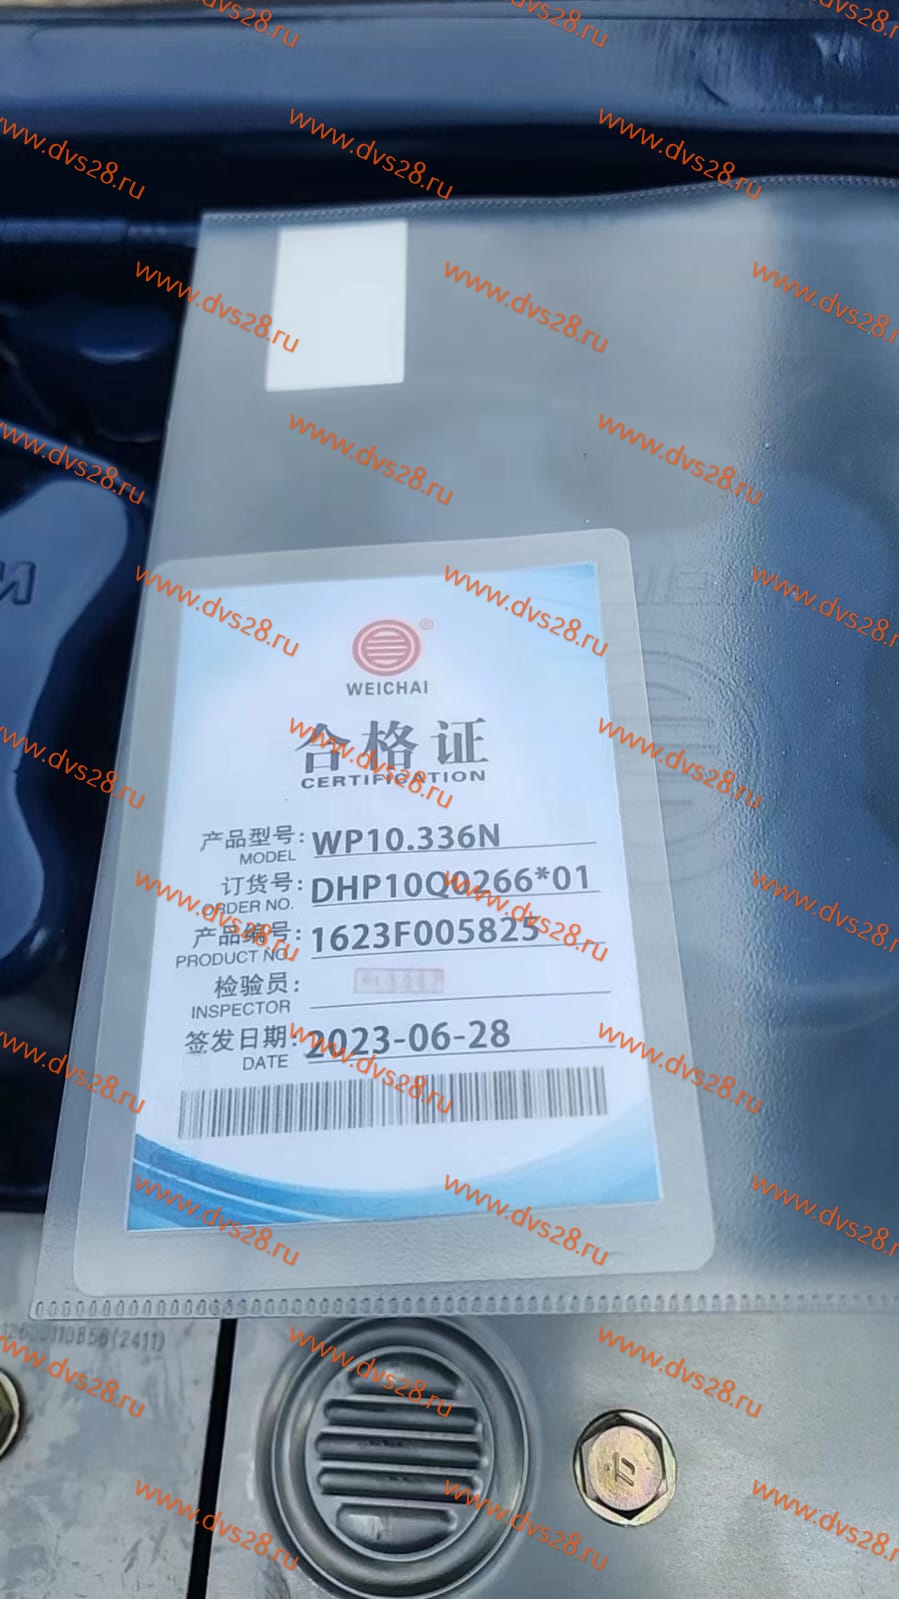 ®
WEICHAI
合格证
CERTIFICATION
产品型号: WP10.336N
MODEL
订货号: DHP10Q0266*01
ORDER NO.
产品编号: 1623F005825
PRODUCT NO.
检验员:
INSPECTOR
签发日期: 2023-06-28
DATE
(2411)
www.dvs28.ru